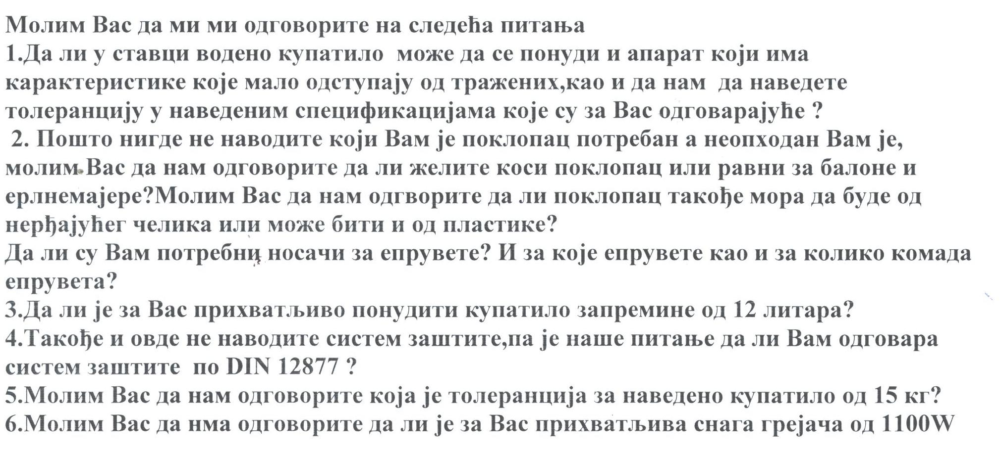 Молим Вас да ми ми одговорите на следећа питања
1.Да ли у ставци водено купатило  може да се понуди и апарат који има
карактеристике које мало одступају од тражених,као и да нам  да наведете
толеранцију у наведеним спецификацијама које су за Вас одговарајуће ?
2. Пошто нигде не наводите који Вам је поклопац потребан а неопходан Вам је,
молим Вас да нам одговорите да ли желите коси поклопац или равни за балоне и
ерлнемајере?Молим Вас да нам одгворите да ли поклопац такође мора да буде од
нерђајућег челика или може бити и од пластике?
Да ли су Вам потребни носачи за епрувете? И за које епрувете као и за колико комада
епрувета?
3.Да ли је за Вас прихватљиво понудити купатило запремине од 12 литара?
4.Такође и овде не наводите систем заштите,па је наше питање да ли Вам одговара
систем заштите  по DIN 12877 ?
5.Молим Вас да нам одговорите која је толеранција за наведено купатило од 15 кг?
6.Молим Вас да нма одговорите да ли је за Вас прихватљива снага грејача од 1100W